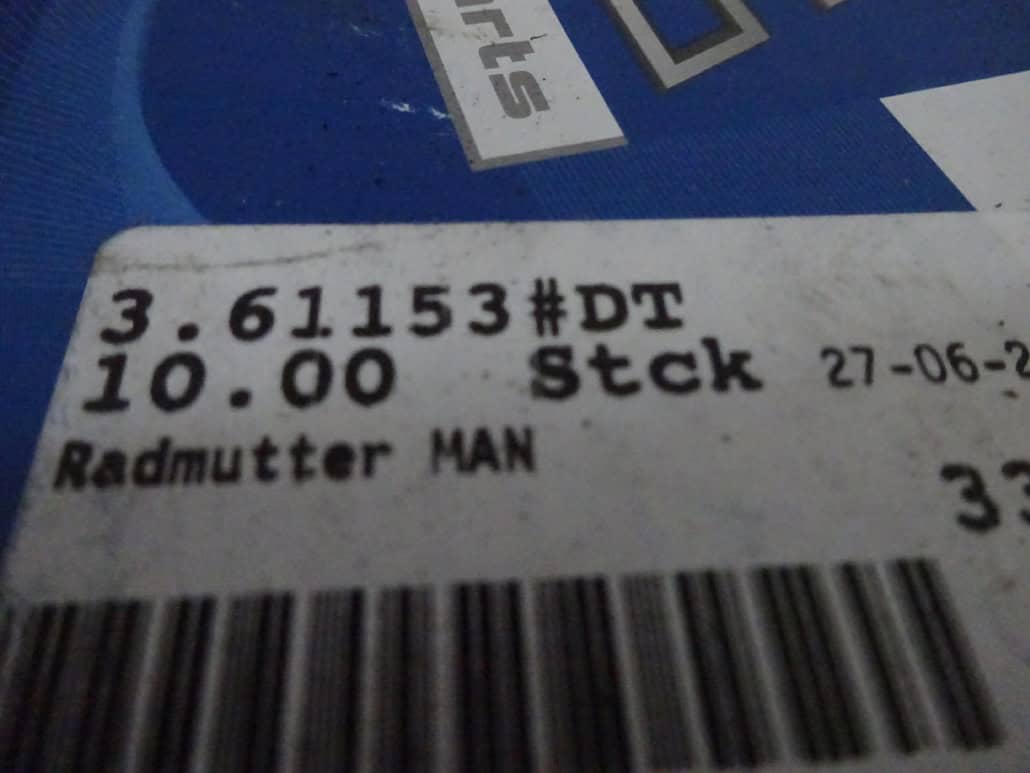 arts
3.61153#DT
10.00 Stck 27-06-2
Radmutter MAN
33